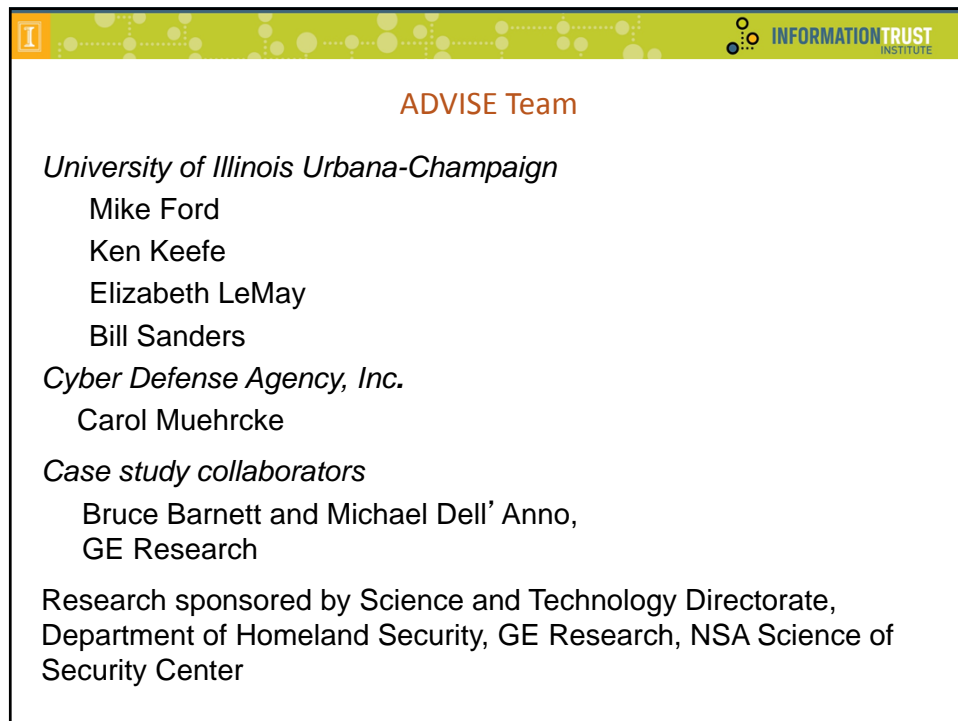 I
INFORMATIONTRUST
INSTITUTE
ADVISE Team
University of Illinois Urbana-Champaign
Mike Ford
Ken Keefe
Elizabeth LeMay
Bill Sanders
Cyber Defense Agency, Inc.
Carol Muehrcke
Case study collaborators
Bruce Barnett and Michael Dell’ Anno,
GE Research
Research sponsored by Science and Technology Directorate,
Department of Homeland Security, GE Research, NSA Science of
Security Center